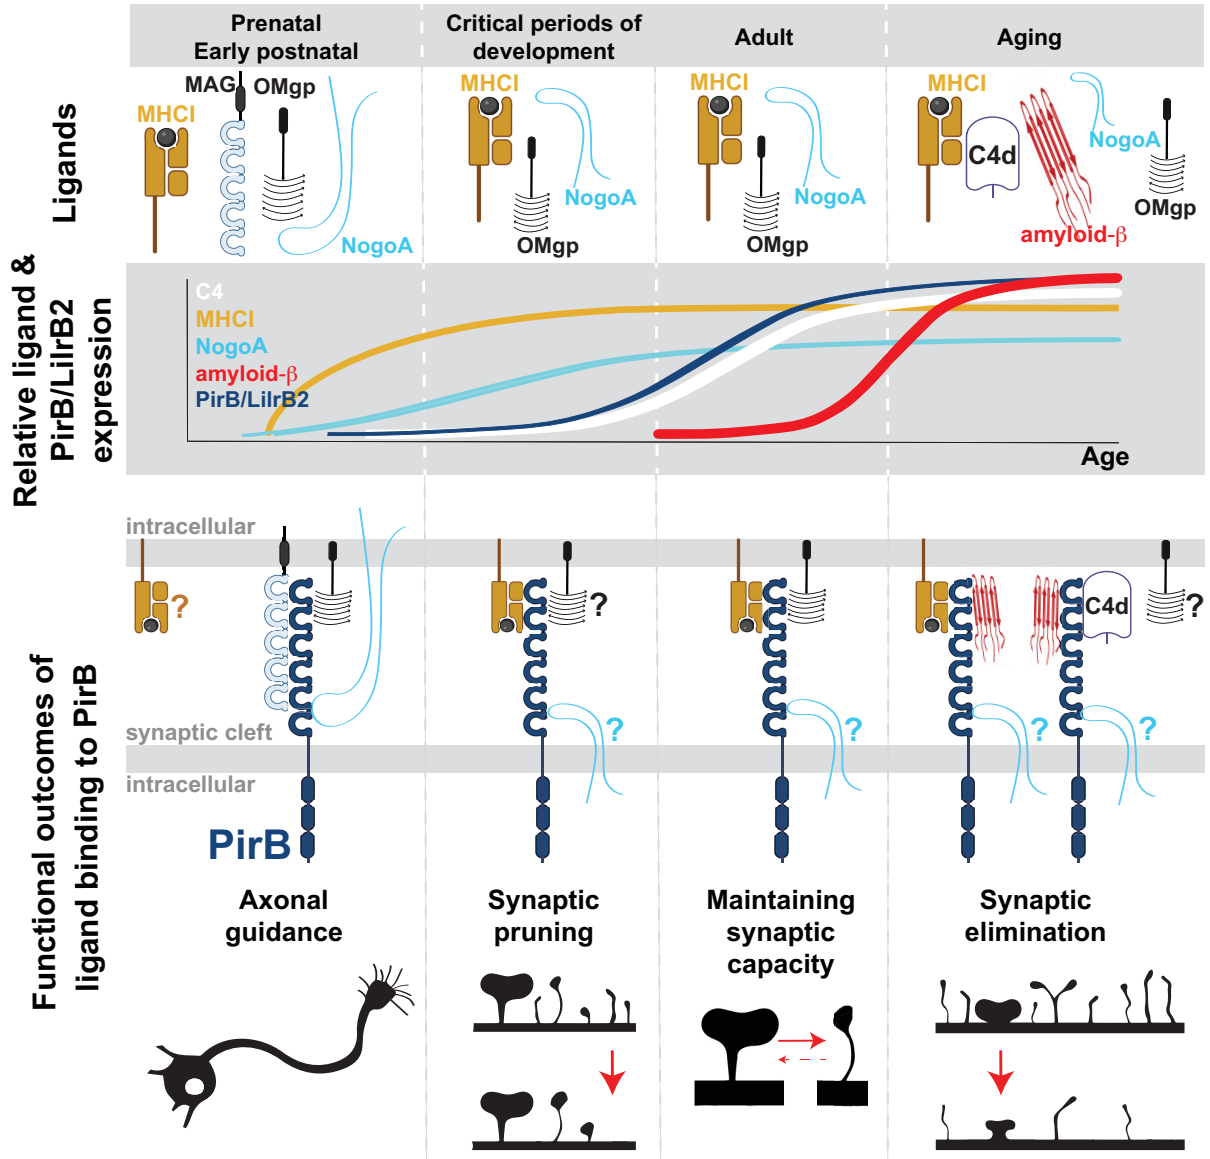 Prenatal
Early postnatal
Critical periods of
development
Adult
Aging
Ligands
MAG
OMgp
MHCI
NogoA
MHCI
NogoA
OMgp
MHCI
NogoA
OMgp
MHCI
C4d
NogoA
OMgp
amyloid-β
Relative ligand &
PirB/LilrB2
expression
C4
MHCI
NogoA
amyloid-β
PirB/LilrB2
Age
Functional outcomes of
ligand binding to PirB
intracellular
?
?
?
?
C4d
?
?
?
synaptic cleft
intracellular
PirB
Axonal
guidance
Synaptic
pruning
Maintaining
synaptic
capacity
Synaptic
elimination